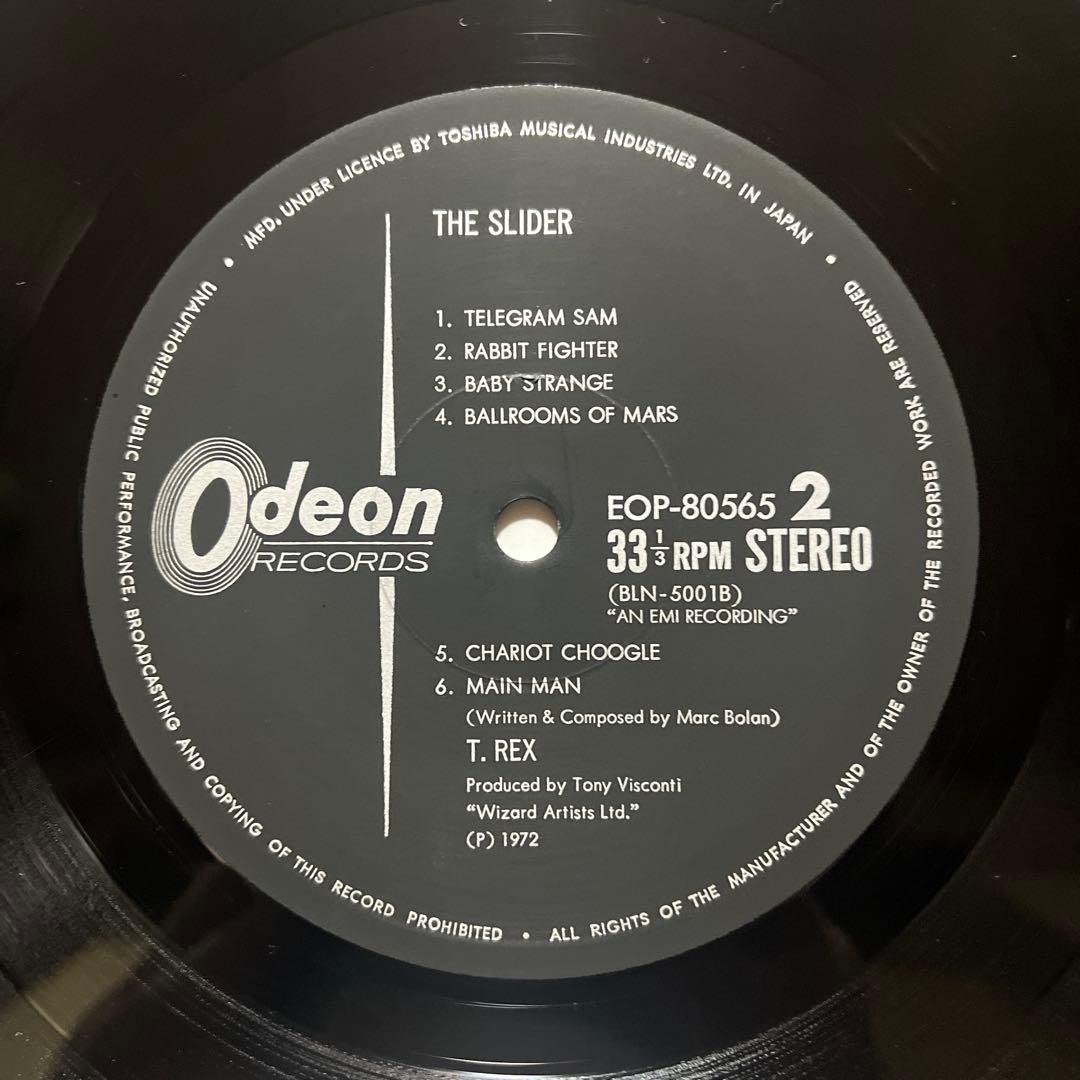 MFD. UNDER LICENCE BY TOSHIBA MUSICAL INDUSTRIES LTD. IN JAPAN
THE SLIDER
1. TELEGRAM SAM
2. RABBIT FIGHTER
3. BABY STRANGE
4. BALLROOMS OF MARS
Odeon
RECORDS
EOP-80565 2
33 1/3 RPM STEREO
(BLN-5001B)
“AN EMI RECORDING”
5. CHARIOT CHOOGLE
6. MAIN MAN
(Written & Composed by Marc Bolan)
T. REX
Produced by Tony Visconti
“Wizard Artists Ltd.”
(P) 1972
UNAUTHORIZED PUBLIC PERFORMANCE, BROADCASTING AND COPYING OF THIS RECORD PROHIBITED • ALL RIGHTS OF THE MANUFACTURER AND OF THE OWNER OF THE RECORDED WORK ARE RESERVED